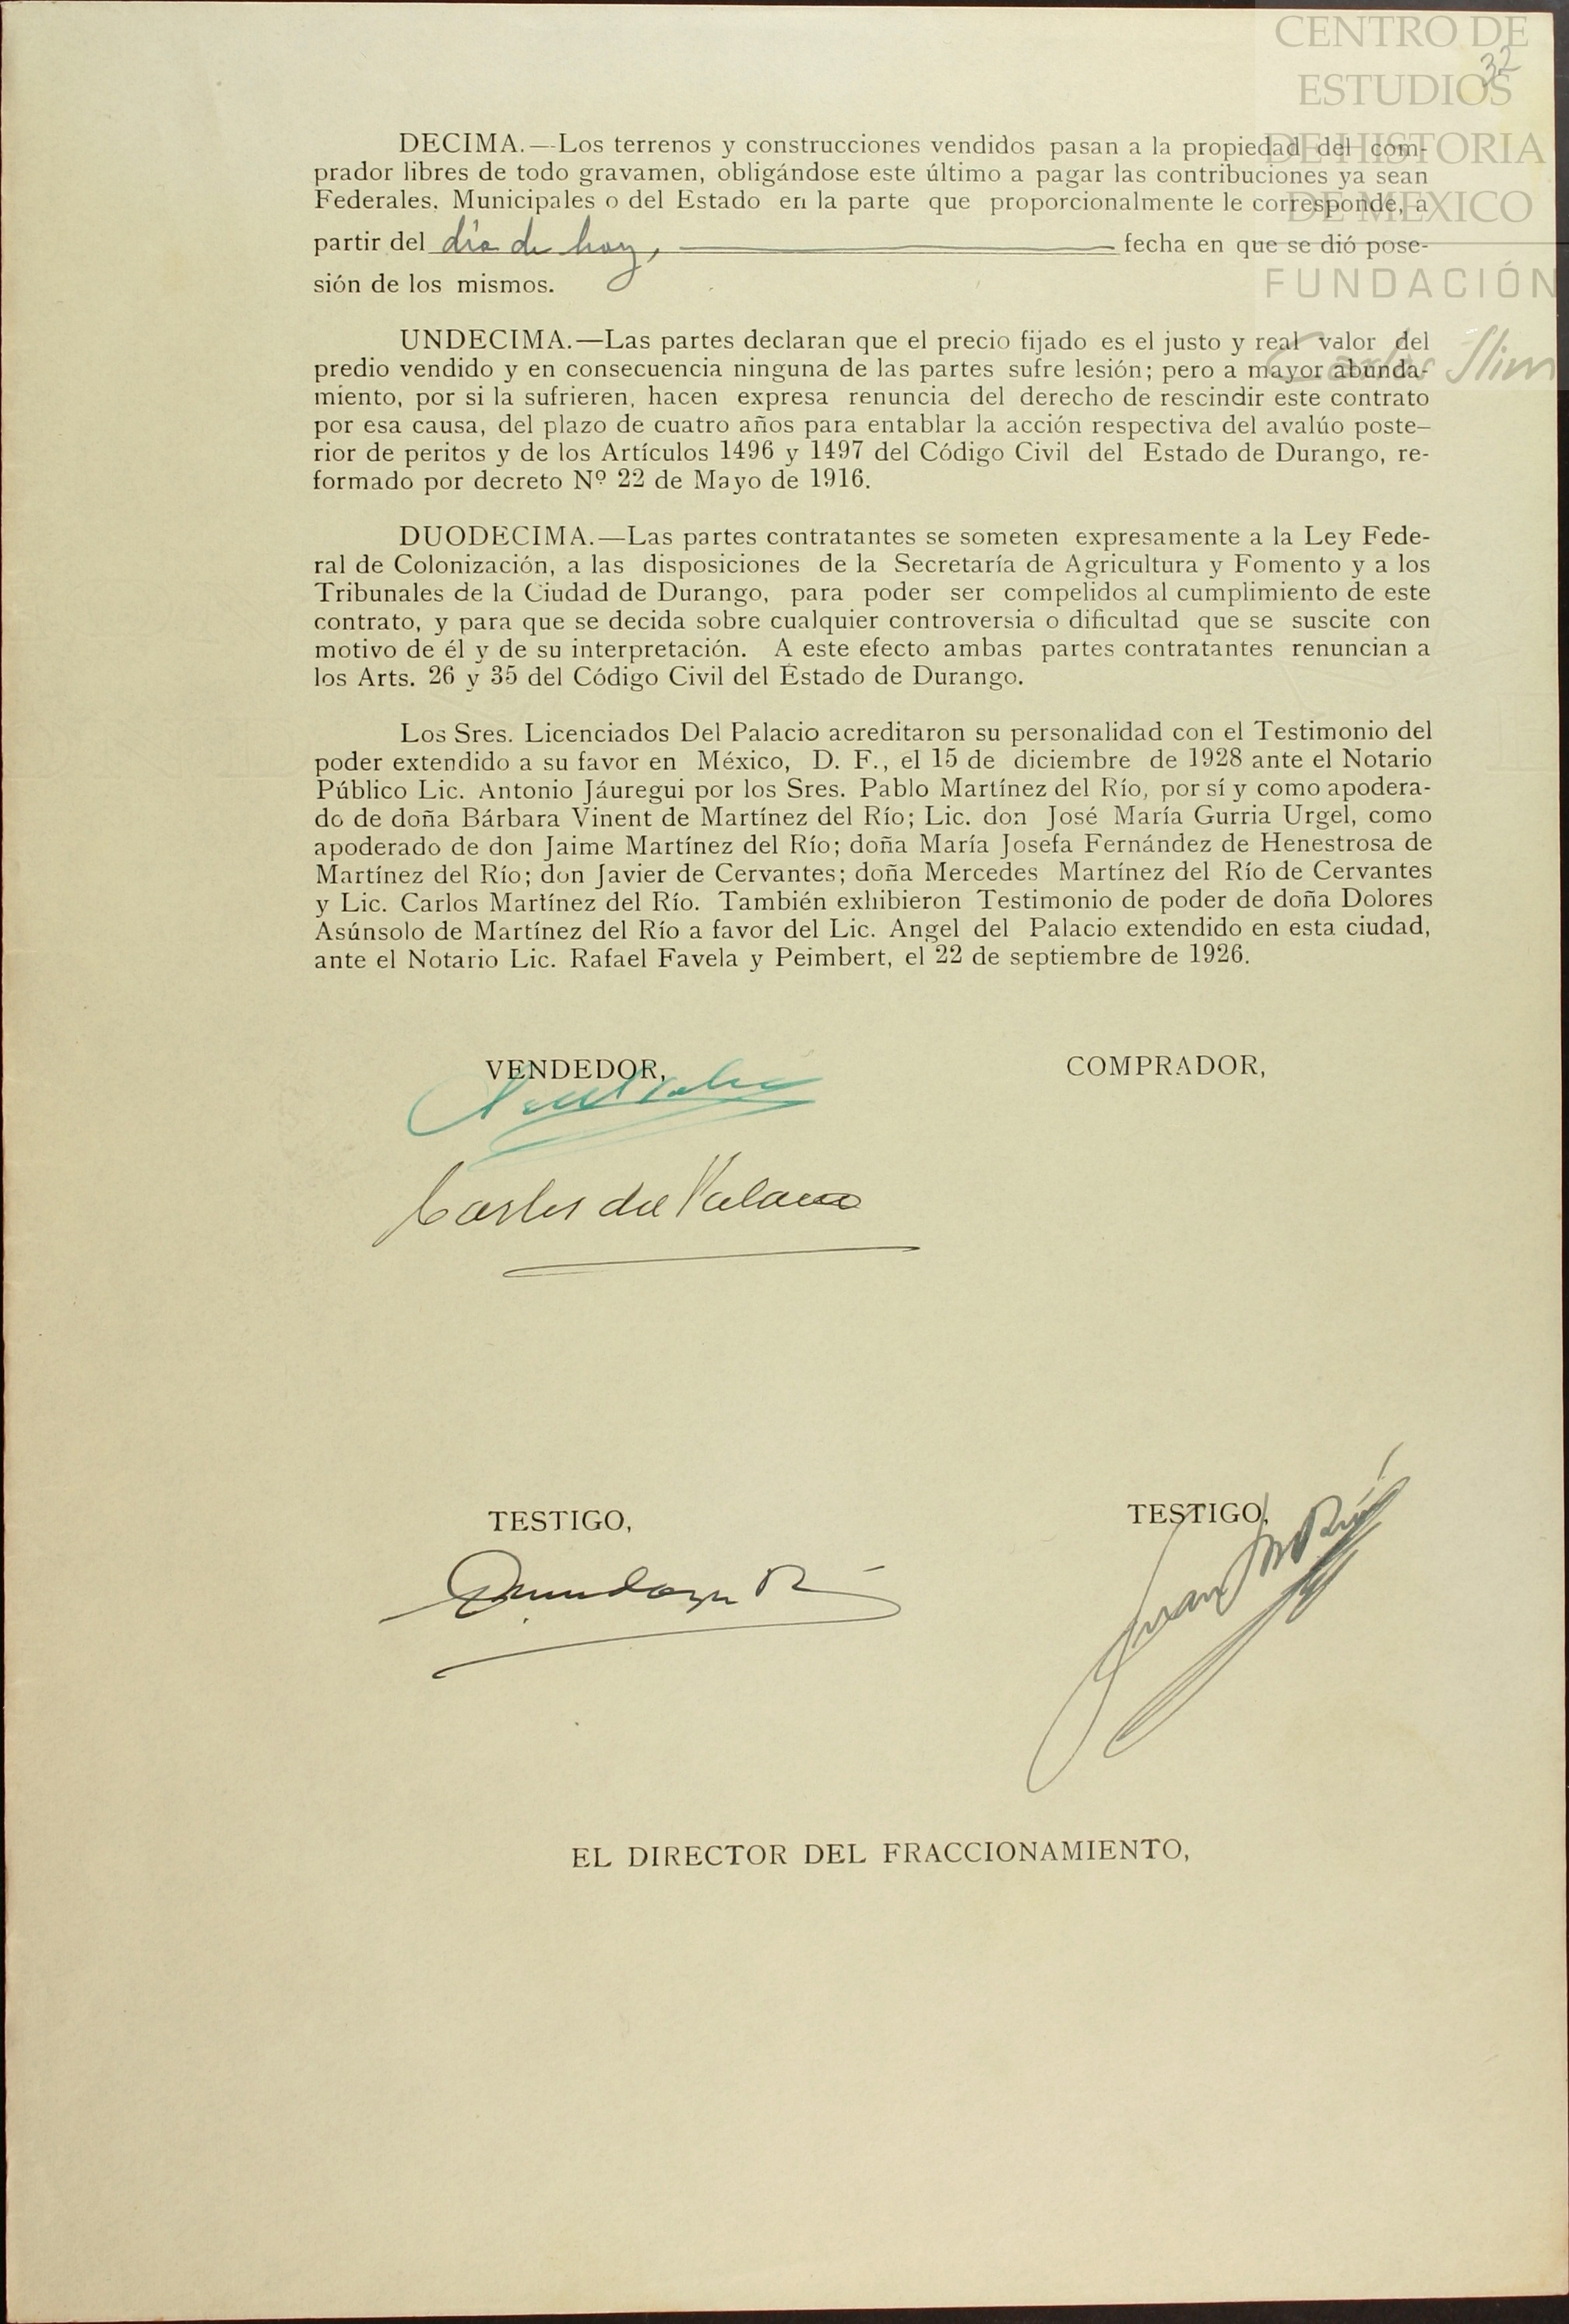 CENTRO DE
ESTUDIOS
DE HISTORIA
DE MEXICO
FUNDACIÓN
Carlos Slim
32
DECIMA.—Los terrenos y construcciones vendidos pasan a la propiedad del com-
prador libres de todo gravamen, obligándose este último a pagar las contribuciones ya sean
Federales, Municipales o del Estado en la parte que proporcionalmente le corresponde, a
partir del día de hoy, fecha en que se dió pose-
sión de los mismos.
UNDECIMA.—Las partes declaran que el precio fijado es el justo y real valor del
predio vendido y en consecuencia ninguna de las partes sufre lesión; pero a mayor abunda-
miento, por si la sufrieren, hacen expresa renuncia del derecho de rescindir este contrato
por esa causa, del plazo de cuatro años para entablar la acción respectiva del avalúo poste-
rior de peritos y de los Artículos 1496 y 1497 del Código Civil del Estado de Durango, re-
formado por decreto Nº 22 de Mayo de 1916.
DUODECIMA.—Las partes contratantes se someten expresamente a la Ley Fede-
ral de Colonización, a las disposiciones de la Secretaría de Agricultura y Fomento y a los
Tribunales de la Ciudad de Durango, para poder ser compelidos al cumplimiento de este
contrato, y para que se decida sobre cualquier controversia o dificultad que se suscite con
motivo de él y de su interpretación. A este efecto ambas partes contratantes renuncian a
los Arts. 26 y 35 del Código Civil del Estado de Durango.
Los Sres. Licenciados Del Palacio acreditaron su personalidad con el Testimonio del
poder extendido a su favor en México, D. F., el 15 de diciembre de 1928 ante el Notario
Público Lic. Antonio Jáuregui por los Sres. Pablo Martínez del Río, por sí y como apodera-
do de doña Bárbara Vinent de Martínez del Río; Lic. don José María Gurria Urgel, como
apoderado de don Jaime Martínez del Río; doña María Josefa Fernández de Henestrosa de
Martínez del Río; don Javier de Cervantes; doña Mercedes Martínez del Río de Cervantes
y Lic. Carlos Martínez del Río. También exhibieron Testimonio de poder de doña Dolores
Asúnsolo de Martínez del Río a favor del Lic. Angel del Palacio extendido en esta ciudad,
ante el Notario Lic. Rafael Favela y Peimbert, el 22 de septiembre de 1926.
VENDEDOR, COMPRADOR,
Carlos del Palacio
TESTIGO, TESTIGO,
EL DIRECTOR DEL FRACCIONAMIENTO,